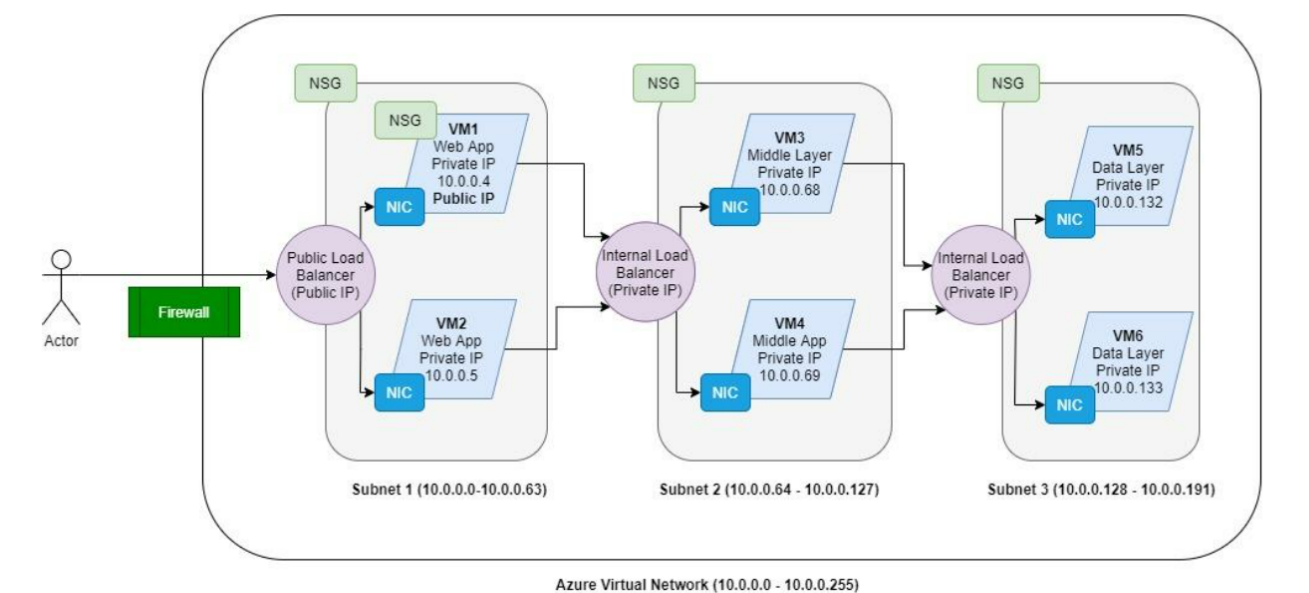 NSG
NSG
VM1
Web App
Private IP
10.0.0.4
Public IP
NIC
Public Load
Balancer
(Public IP)
VM2
Web App
Private IP
10.0.0.5
NIC
Actor
Firewall
Subnet 1 (10.0.0.0-10.0.0.63)
NSG
VM3
Middle Layer
Private IP
10.0.0.68
NIC
Internal Load
Balancer
(Private IP)
VM4
Middle App
Private IP
10.0.0.69
NIC
Subnet 2 (10.0.0.64 - 10.0.0.127)
NSG
VM5
Data Layer
Private IP
10.0.0.132
NIC
Internal Load
Balancer
(Private IP)
VM6
Data Layer
Private IP
10.0.0.133
NIC
Subnet 3 (10.0.0.128 - 10.0.0.191)
Azure Virtual Network (10.0.0.0 - 10.0.0.255)